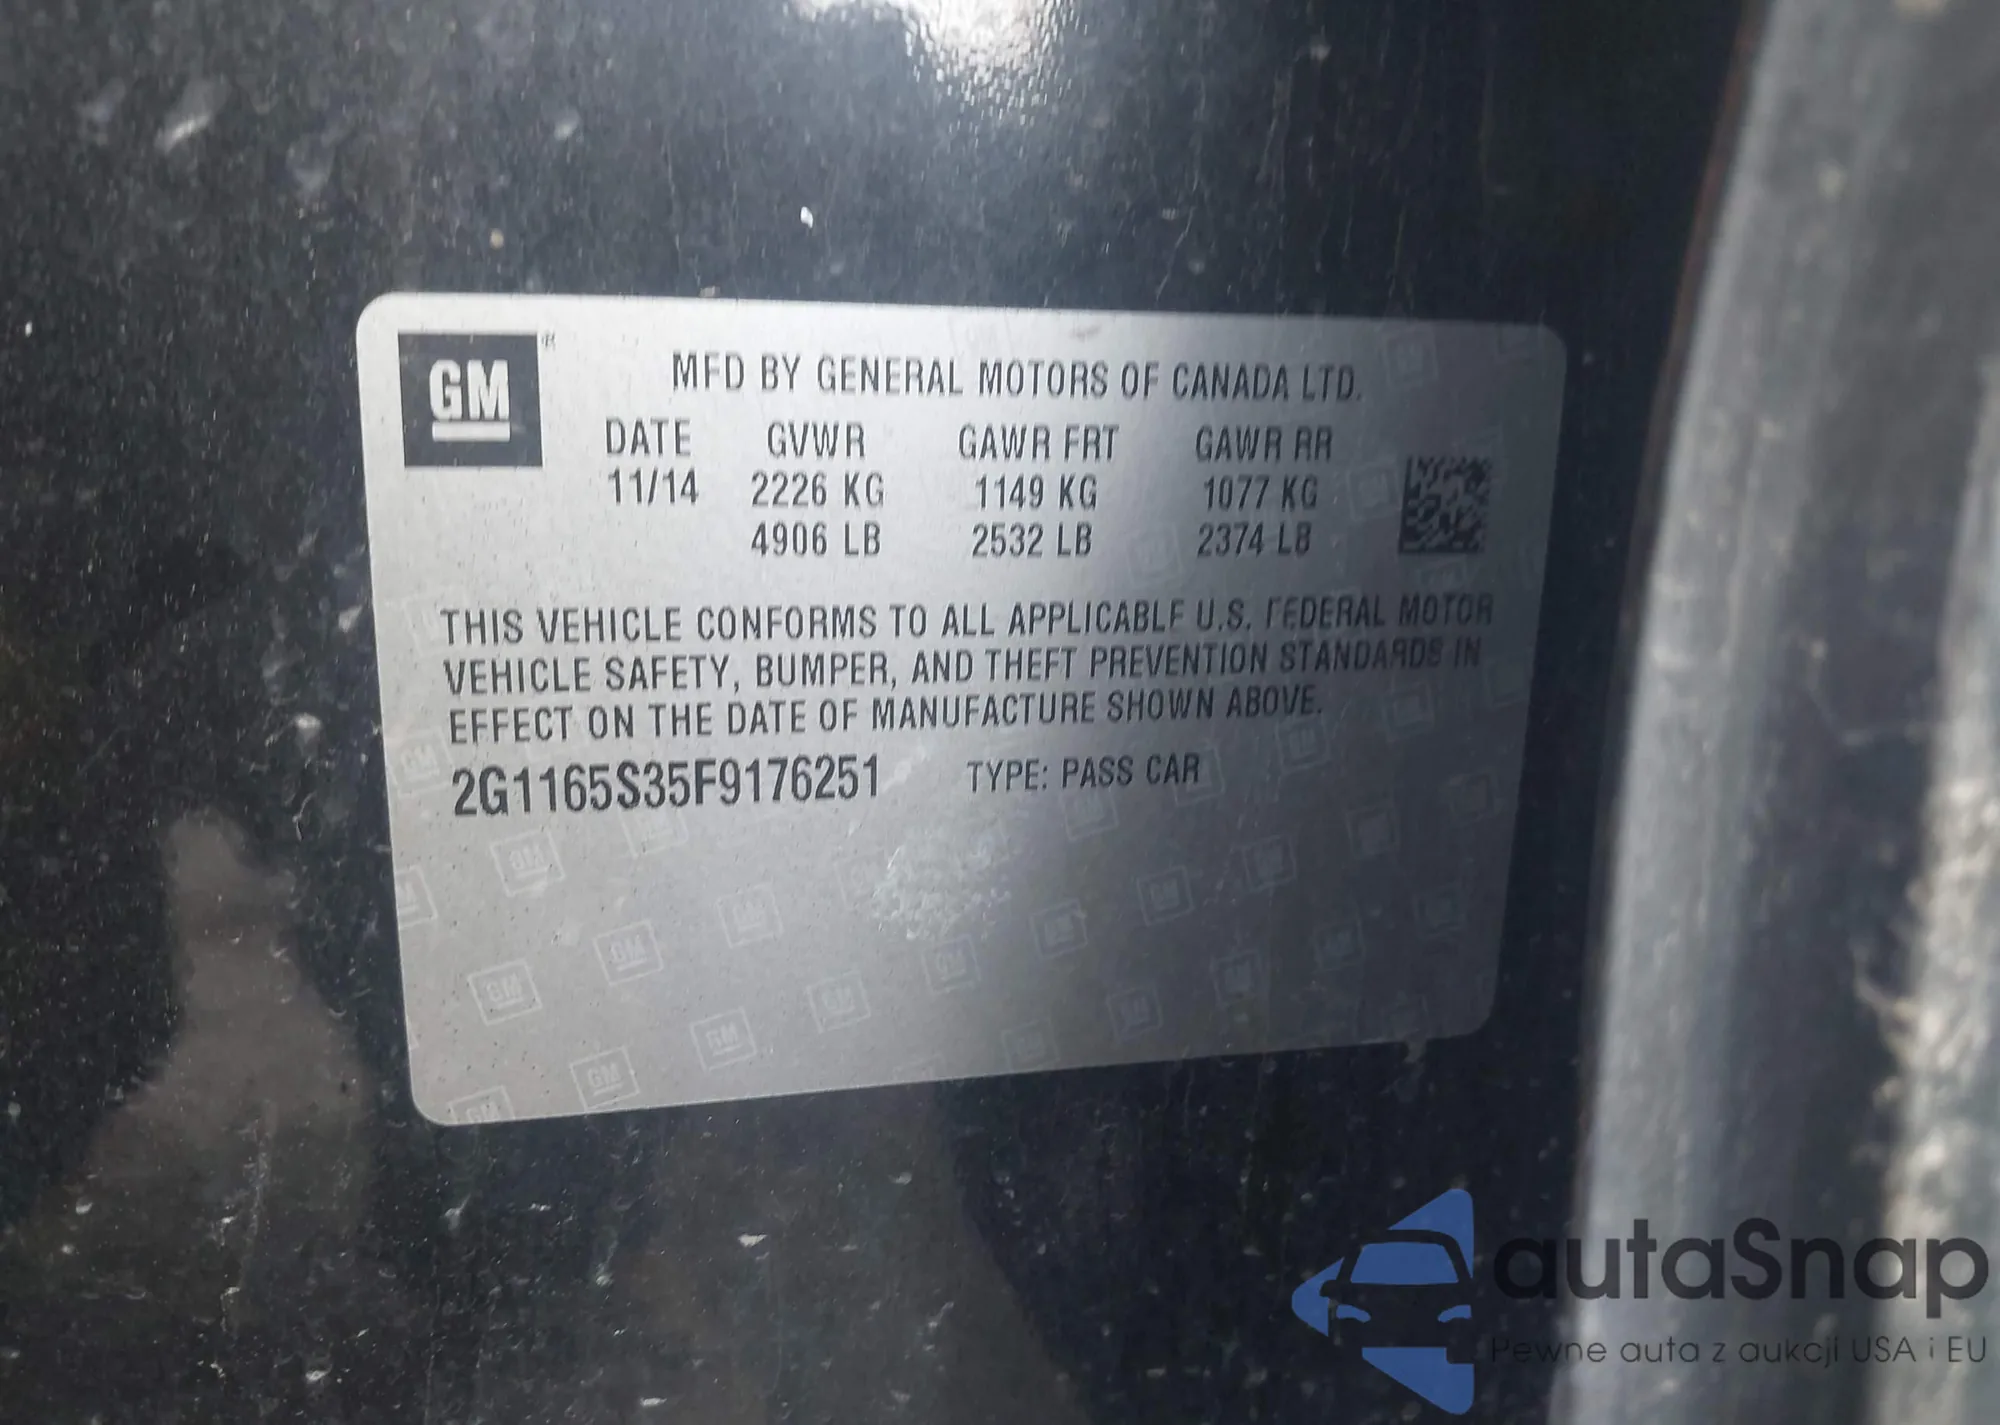 GM
MFD BY GENERAL MOTORS OF CANADA LTD.
DATE GVWR GAWR FRT GAWR RR
11/14 2226 KG 1149 KG 1077 KG
4906 LB 2532 LB 2374 LB
THIS VEHICLE CONFORMS TO ALL APPLICABLE U.S. FEDERAL MOTOR
VEHICLE SAFETY, BUMPER, AND THEFT PREVENTION STANDARDS IN
EFFECT ON THE DATE OF MANUFACTURE SHOWN ABOVE.
2G1165S35F9176251 TYPE: PASS CAR
autaSnap
Pewne auta z aukcji USA i EU